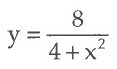 y = 8 / (4 + x²)